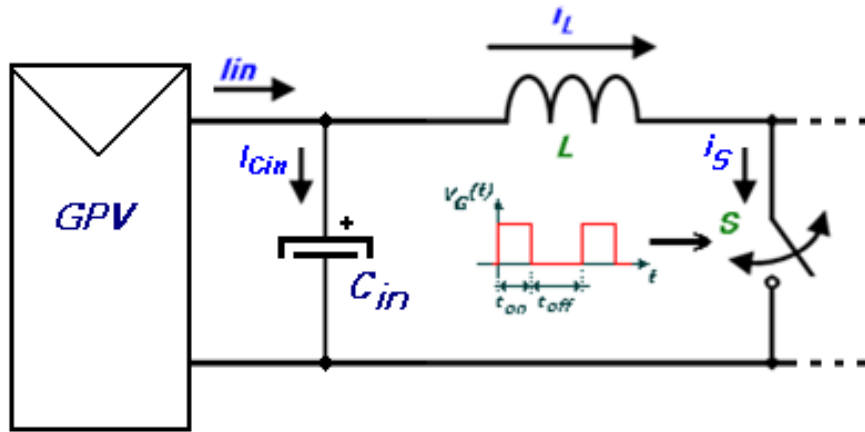 iL
Iin
L
ICin
iS
VG(t)
GPV
S
+
Cin
t
ton
toff